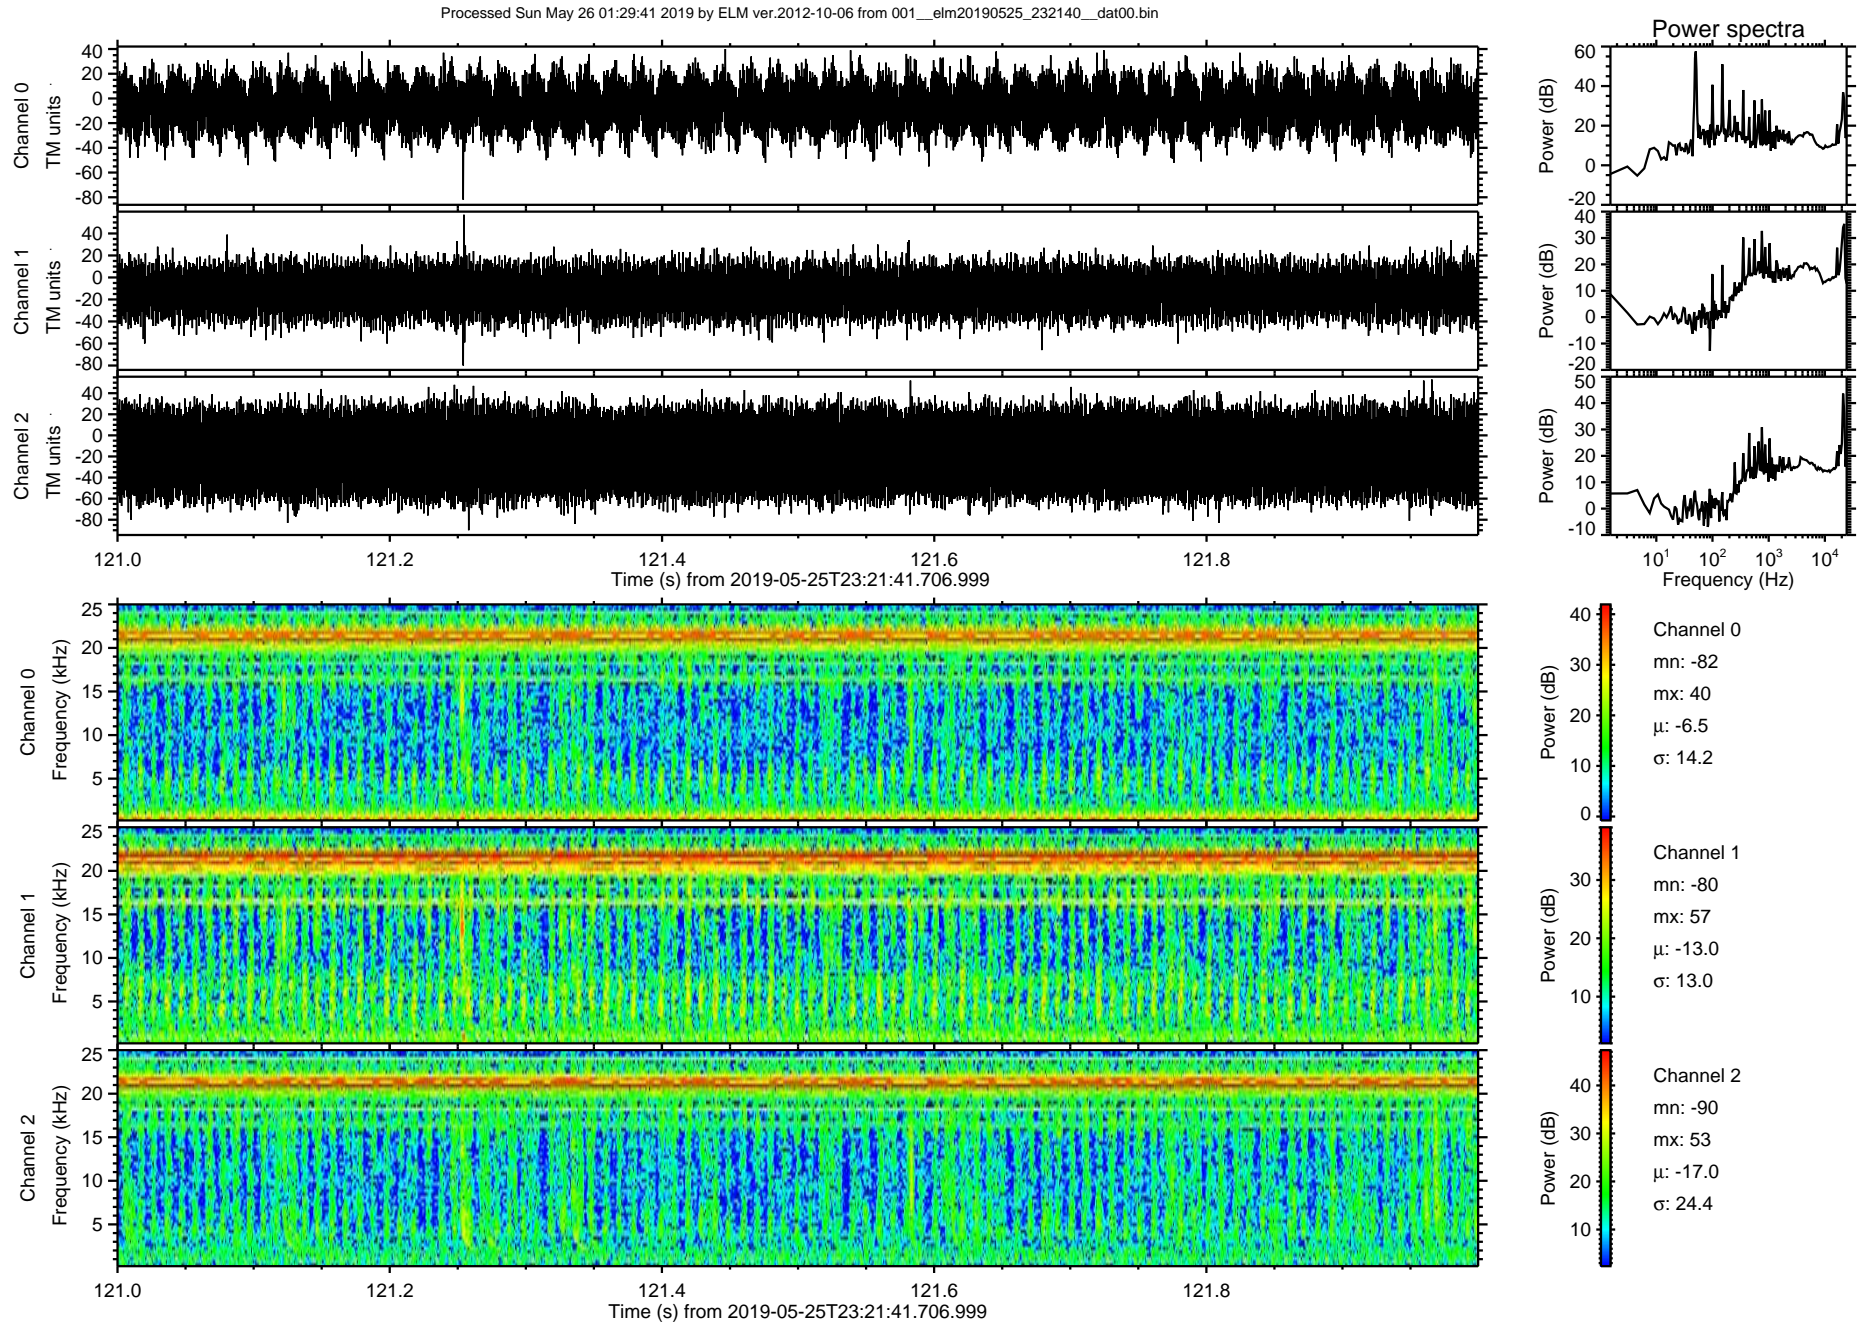 Processed Sun May 26 01:29:41 2019 by ELM ver.2012-10-06 from 001__elm20190525_232140__dat00.bin
Power spectra
Channel 0
TM units
40
20
0
-20
-40
-60
-80
Power (dB)
60
40
20
0
-20
Channel 1
TM units
40
20
0
-20
-40
-60
-80
Power (dB)
40
30
20
10
0
-10
-20
Channel 2
TM units
40
20
0
-20
-40
-60
-80
Power (dB)
50
40
30
20
10
0
-10
121.0 121.2 121.4 121.6 121.8
Time (s) from 2019-05-25T23:21:41.706.999
10^1 10^2 10^3 10^4
Frequency (Hz)
Channel 0
Frequency (kHz)
25
20
15
10
5
Power (dB)
40
30
20
10
0
Channel 0
mn: -82
mx: 40
μ: -6.5
σ: 14.2
Channel 1
Frequency (kHz)
25
20
15
10
5
Power (dB)
30
20
10
Channel 1
mn: -80
mx: 57
μ: -13.0
σ: 13.0
Channel 2
Frequency (kHz)
25
20
15
10
5
Power (dB)
40
30
20
10
Channel 2
mn: -90
mx: 53
μ: -17.0
σ: 24.4
121.0 121.2 121.4 121.6 121.8
Time (s) from 2019-05-25T23:21:41.706.999